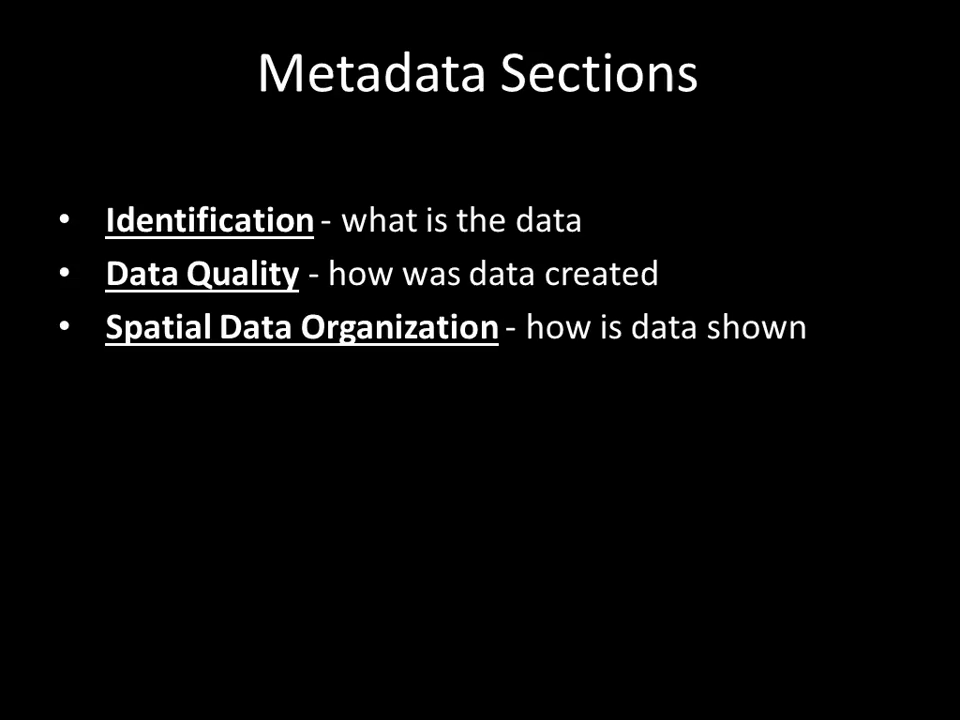 Metadata Sections
• Identification - what is the data
• Data Quality - how was data created
• Spatial Data Organization - how is data shown